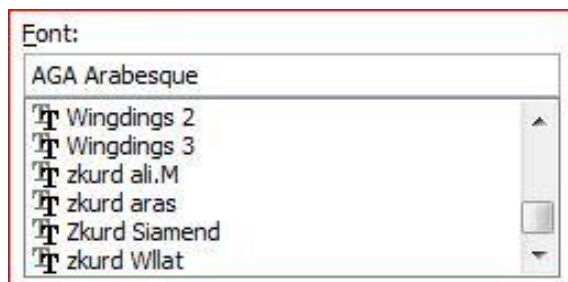 Font:
AGA Arabesque
Wingdings 2
Wingdings 3
zkurd ali.M
zkurd aras
Zkurd Siamend
zkurd Wllat